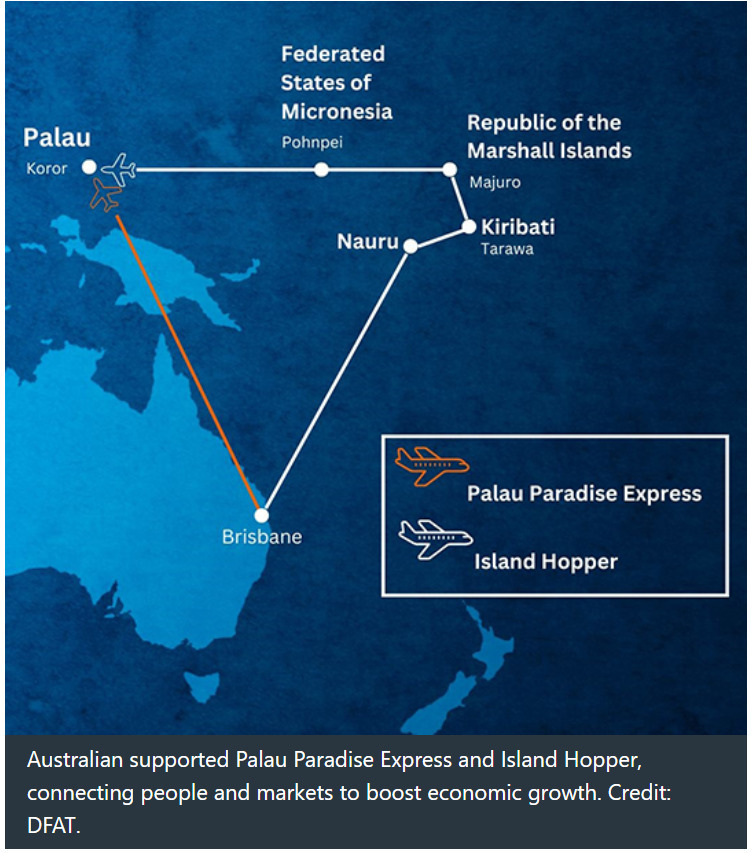 Federated
States of
Micronesia
Pohnpei
Palau
Koror
Republic of the
Marshall Islands
Majuro
Nauru
Kiribati
Tarawa
Palau Paradise Express
Island Hopper
Brisbane
Australian supported Palau Paradise Express and Island Hopper,
connecting people and markets to boost economic growth. Credit:
DFAT.